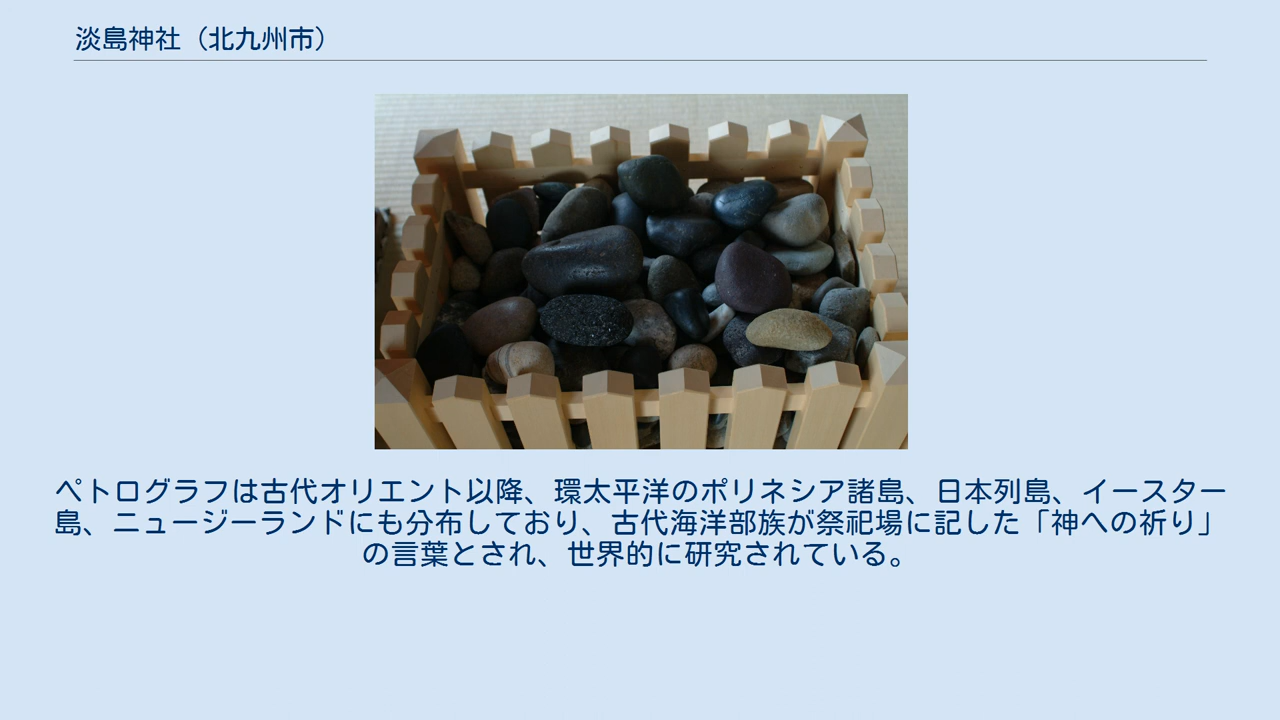 淡島神社（北九州市）
ペトログラフは古代オリエント以降、環太平洋のポリネシア諸島、日本列島、イースター
島、ニュージーランドにも分布しており、古代海洋部族が祭祀場に記した「神への祈り」
の言葉とされ、世界的に研究されている。